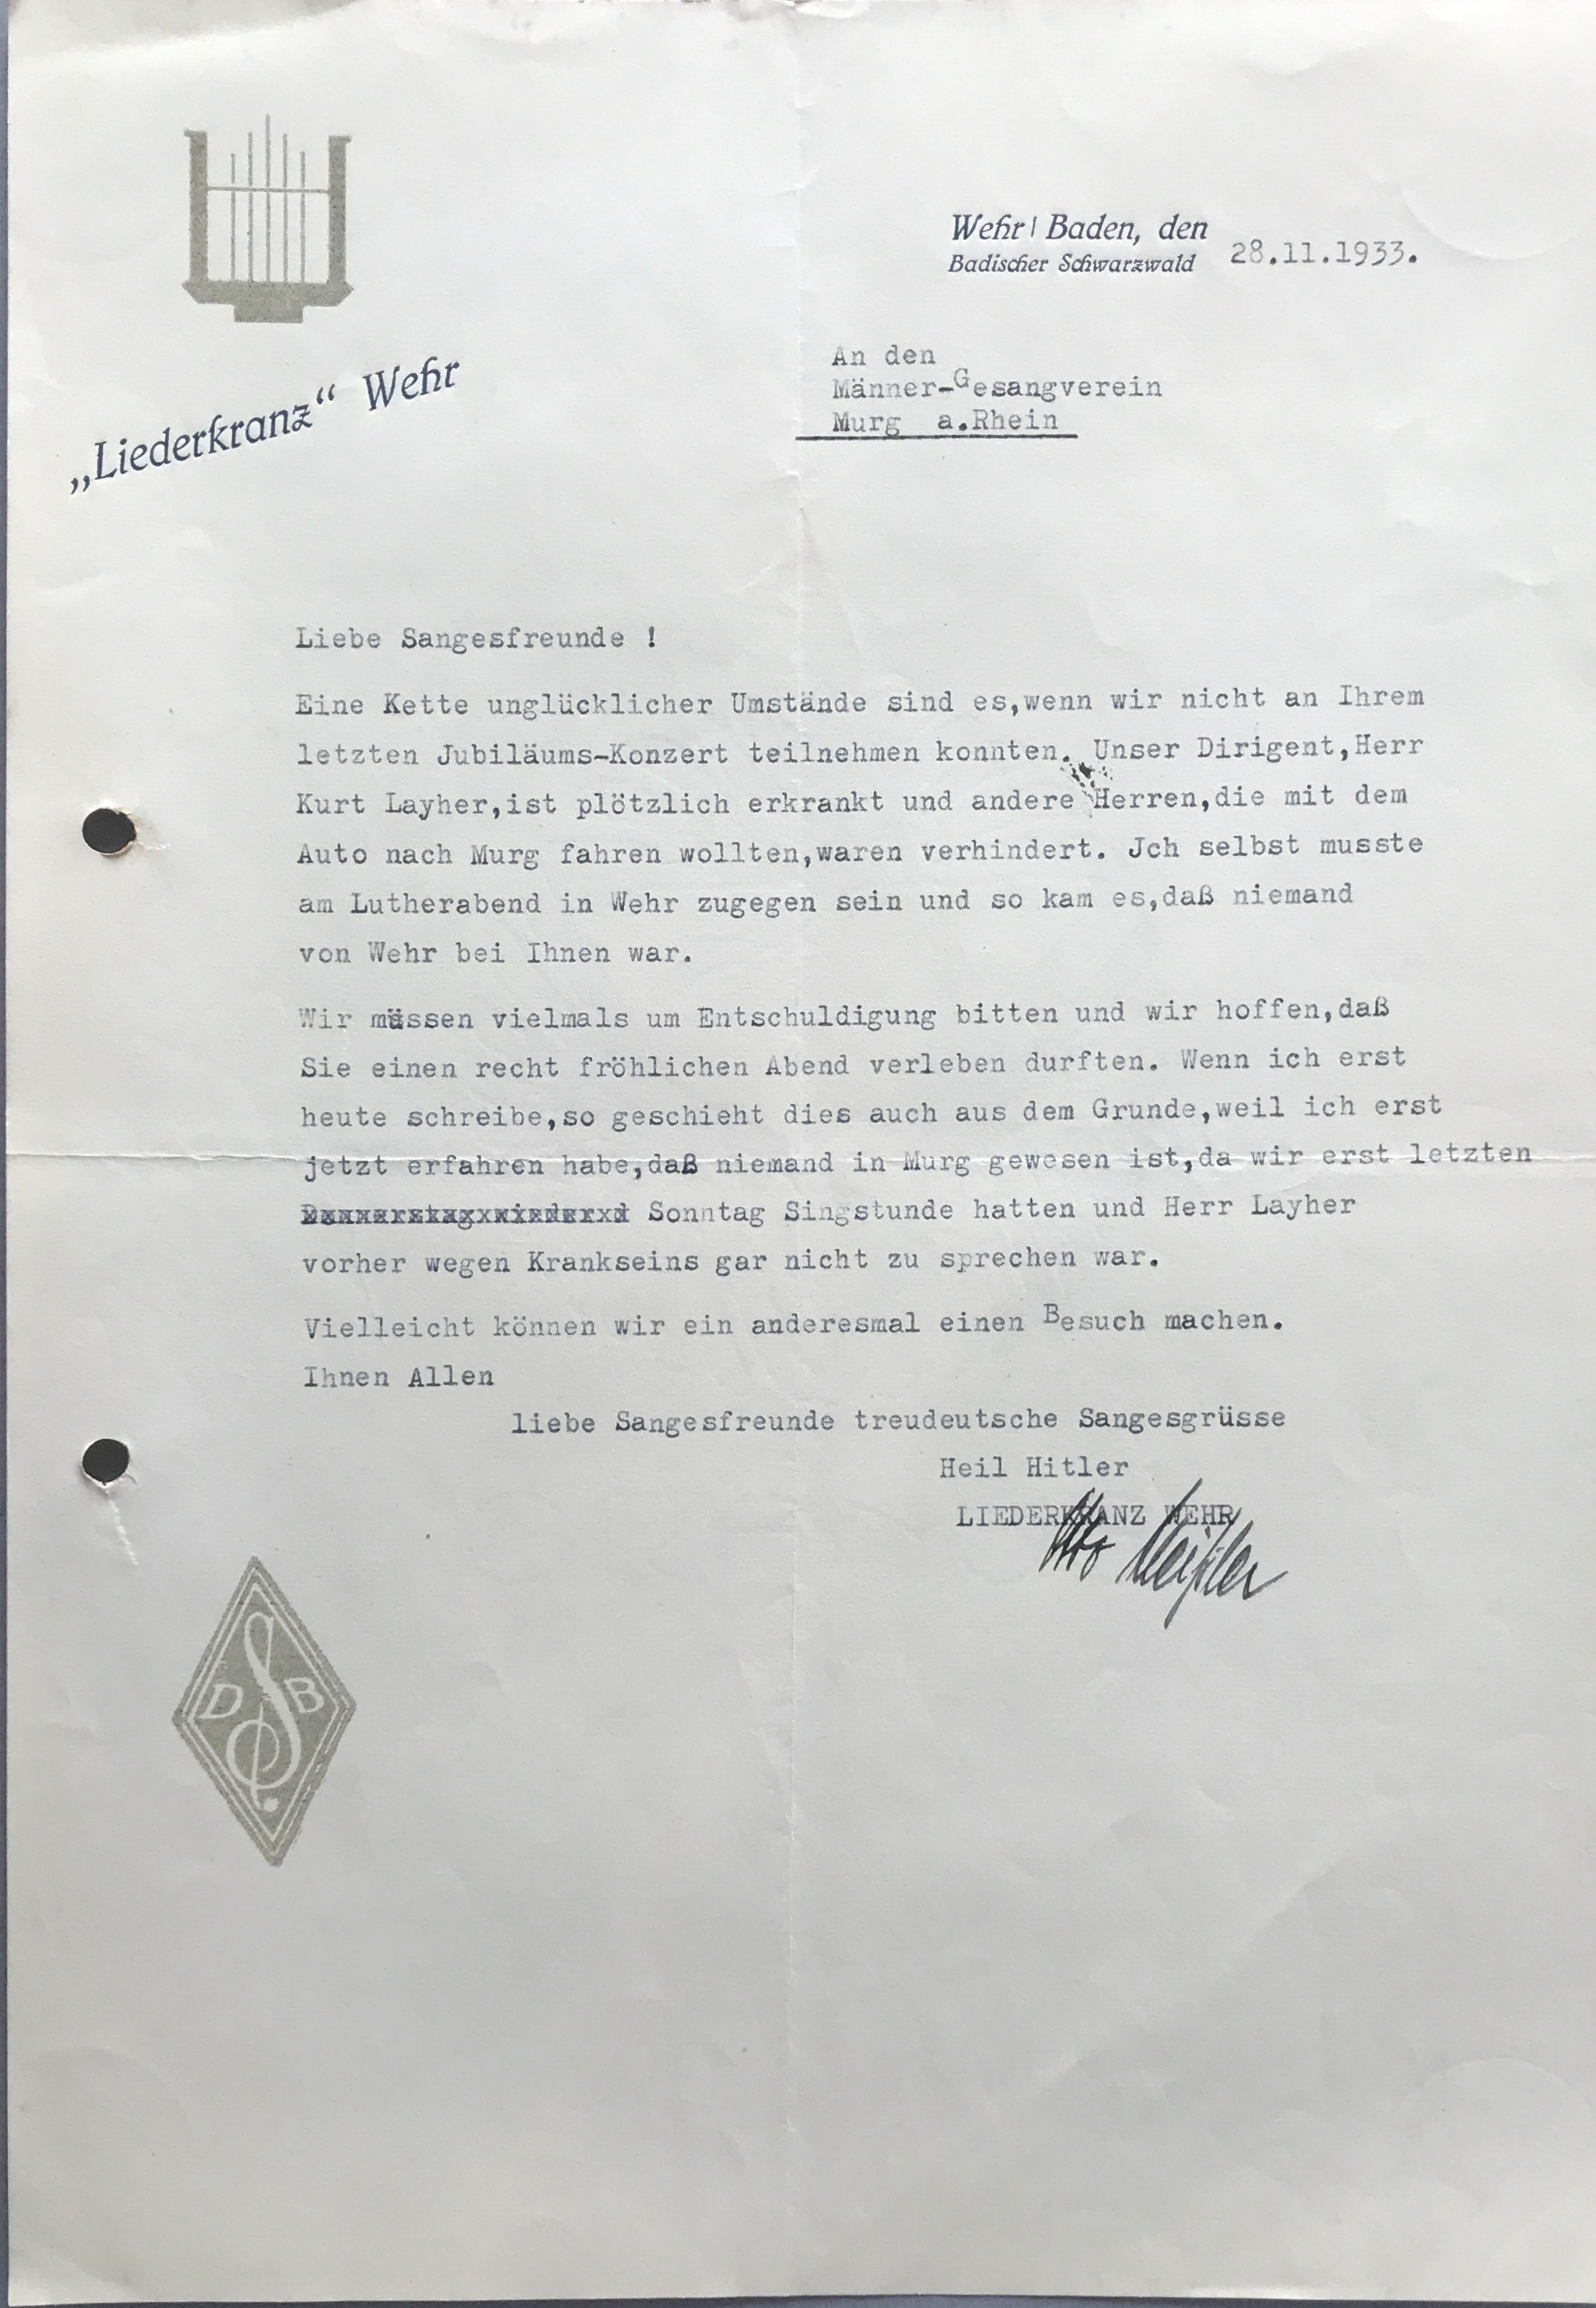 Wehr | Baden, den
Badischer Schwarzwald
28.11.1933.
„Liederkranz“ Wehr
An den
Männer-Gesangverein
Murg a.Rhein
Liebe Sangesfreunde !
Eine Kette unglücklicher Umstände sind es,wenn wir nicht an Ihrem
letzten Jubiläums-Konzert teilnehmen konnten. Unser Dirigent,Herr
Kurt Layher,ist plötzlich erkrankt und andere Herren,die mit dem
Auto nach Murg fahren wollten,waren verhindert. Jch selbst musste
am Lutherabend in Wehr zugegen sein und so kam es,daß niemand
von Wehr bei Ihnen war.
Wir müssen vielmals um Entschuldigung bitten und wir hoffen,daß
Sie einen recht fröhlichen Abend verleben durften. Wenn ich erst
heute schreibe,so geschieht dies auch aus dem Grunde,weil ich erst
jetzt erfahren habe,daß niemand in Murg gewesen ist,da wir erst letzten
Sonntag Singstunde hatten und Herr Layher
vorher wegen Krankseins gar nicht zu sprechen war.
Vielleicht können wir ein anderesmal einen Besuch machen.
Ihnen Allen
liebe Sangesfreunde treudeutsche Sangesgrüsse
Heil Hitler
LIEDERKRANZ WEHR
DSB